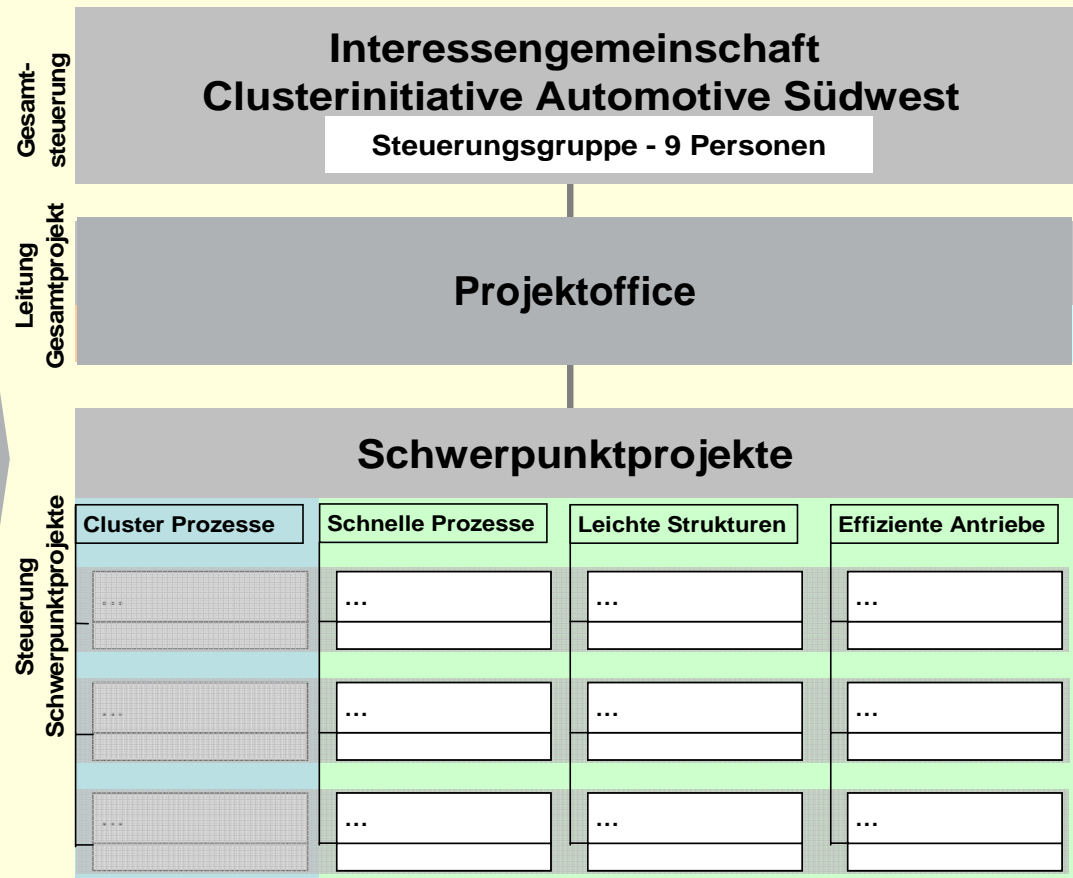 Gesamt-
steuerung
Interessengemeinschaft
Clusterinitiative Automotive Südwest
Steuerungsgruppe - 9 Personen
Leitung
Gesamtprojekt
Projektoffice
Steuerung
Schwerpunktprojekte
Schwerpunktprojekte
Cluster Prozesse
Schnelle Prozesse
Leichte Strukturen
Effiziente Antriebe
...
...
...
...
...
...
...
...
...
...
...
...